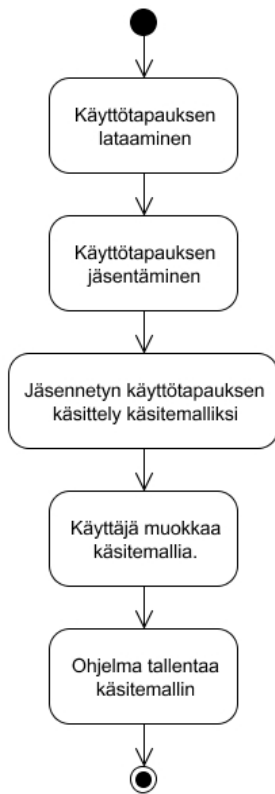 Käyttötapauksen
lataaminen
Käyttötapauksen
jäsentäminen
Jäsennetyn käyttötapauksen
käsittely käsitemalliksi
Käyttäjä muokkaa
käsitemallia.
Ohjelma tallentaa
käsitemallin